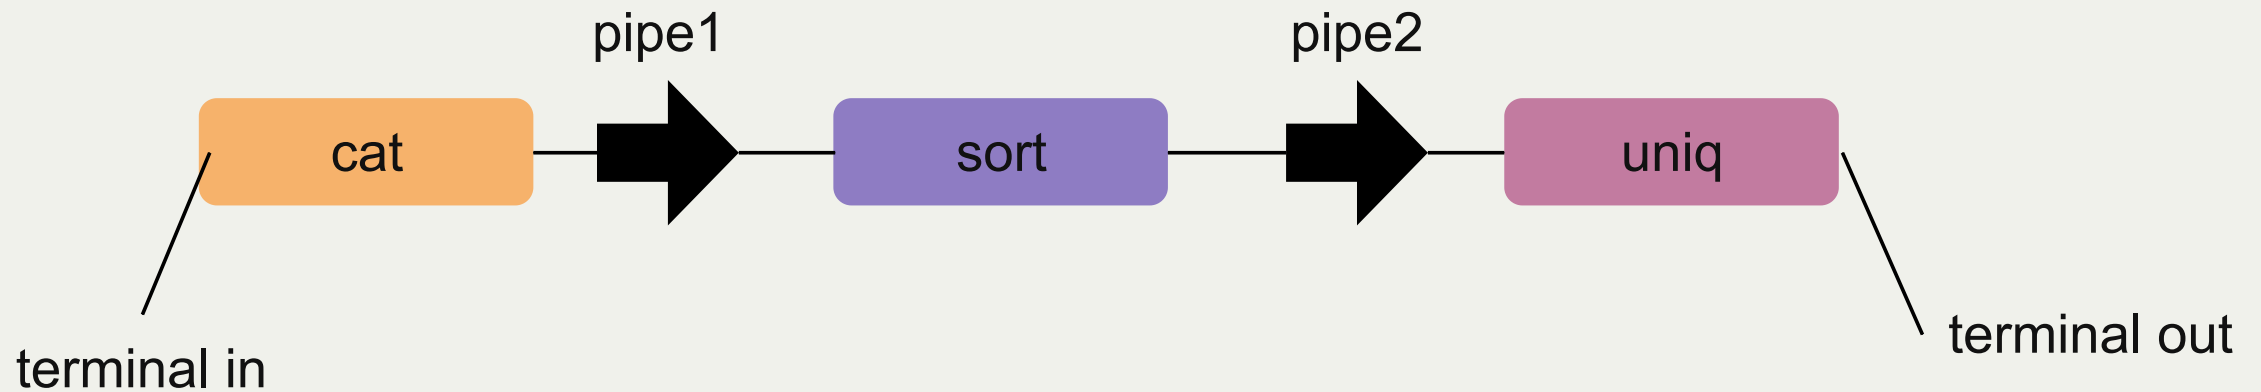 pipe1
pipe2
cat
sort
uniq
terminal in
terminal out